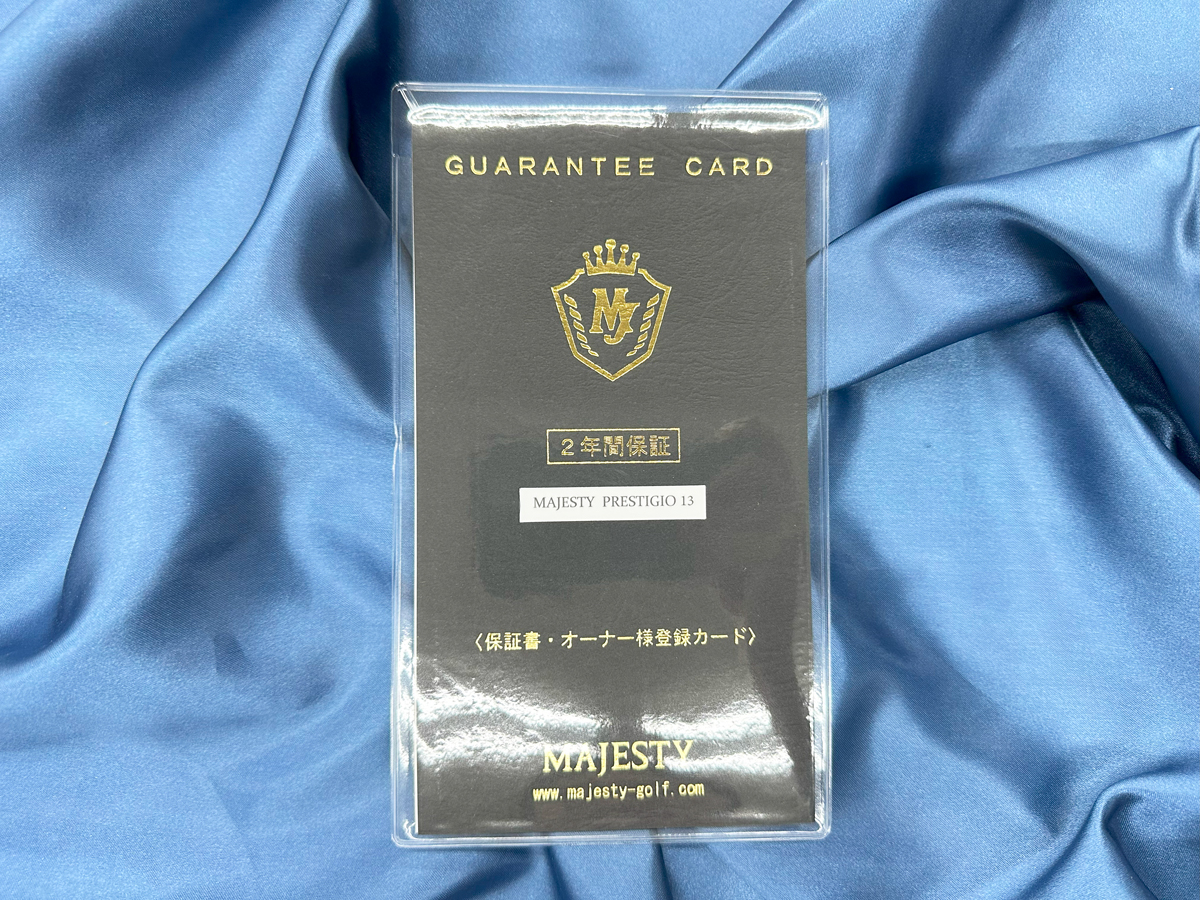 GUARANTEE CARD
MJ
２年間保証
MAJESTY PRESTIGIO 13
〈保証書・オーナー様登録カード〉
MAJESTY
www.majesty-golf.com